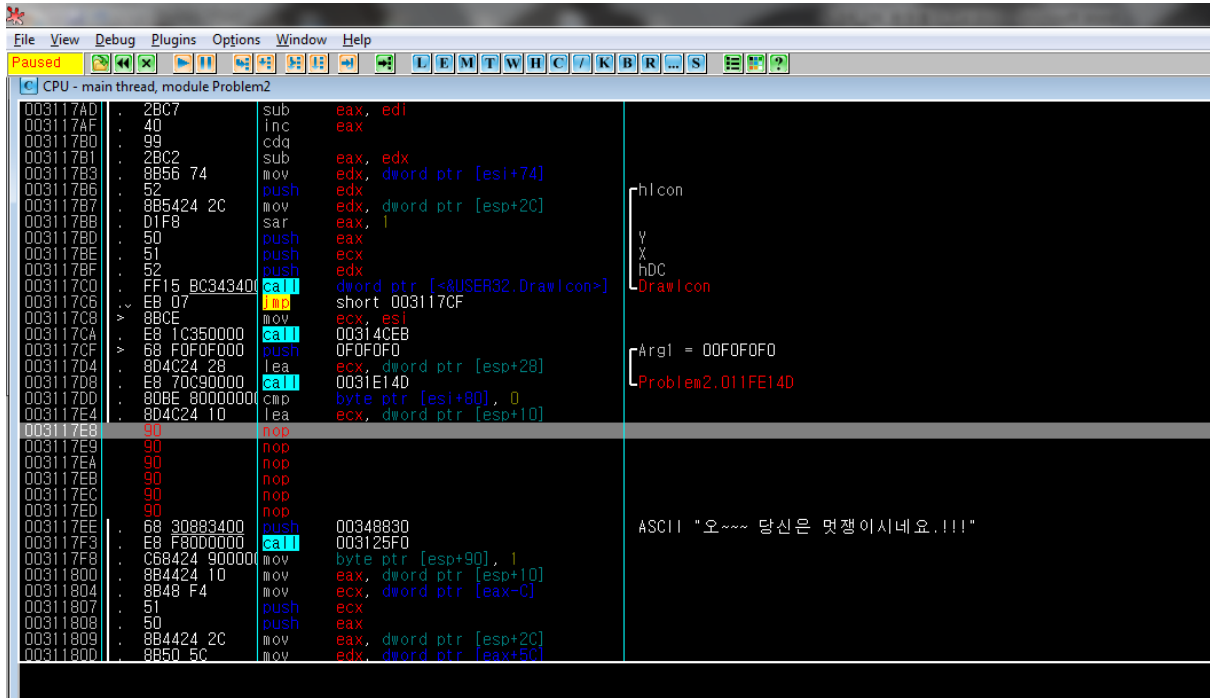 File View Debug Plugins Options Window Help
Paused L E M T W H C / K B R ... S ?
C CPU - main thread, module Problem2
003117AD . 2BC7 sub eax, edi
003117AF . 40 inc eax
003117B0 . 99 cdq
003117B1 . 2BC2 sub eax, edx
003117B3 . 8B56 74 mov edx, dword ptr [esi+74]
003117B6 . 52 push edx hIcon
003117B7 . 8B5424 2C mov edx, dword ptr [esp+2C]
003117BB . D1F8 sar eax, 1
003117BD . 50 push eax Y
003117BE . 51 push ecx X
003117BF . 52 push edx hDC
003117C0 . FF15 BC343400 call dword ptr [<&USER32.DrawIcon>] DrawIcon
003117C6 . EB 07 jmp short 003117CF
003117C8 > 8BCE mov ecx, esi
003117CA . E8 1C350000 call 00314CEB
003117CF > 68 F0F0F000 push 0F0F0F0 Arg1 = 00F0F0F0
003117D4 . 8D4C24 28 lea ecx, dword ptr [esp+28]
003117D8 . E8 70C90000 call 0031E14D Problem2.011FE14D
003117DD . 80BE 80000000 cmp byte ptr [esi+80], 0
003117E4 . 8D4C24 10 lea ecx, dword ptr [esp+10]
003117E8 90 nop
003117E9 90 nop
003117EA 90 nop
003117EB 90 nop
003117EC 90 nop
003117ED 90 nop
003117EE . 68 30883400 push 00348830 ASCII "오~~~ 당신은 멋쟁이시네요.!!!"
003117F3 . E8 F80D0000 call 003125F0
003117F8 . C68424 900000 mov byte ptr [esp+90], 1
00311800 . 8B4424 10 mov eax, dword ptr [esp+10]
00311804 . 8B48 F4 mov ecx, dword ptr [eax-C]
00311807 . 51 push ecx
00311808 . 50 push eax
00311809 . 8B4424 2C mov eax, dword ptr [esp+2C]
0031180D . 8B50 5C mov edx, dword ptr [eax+5C]